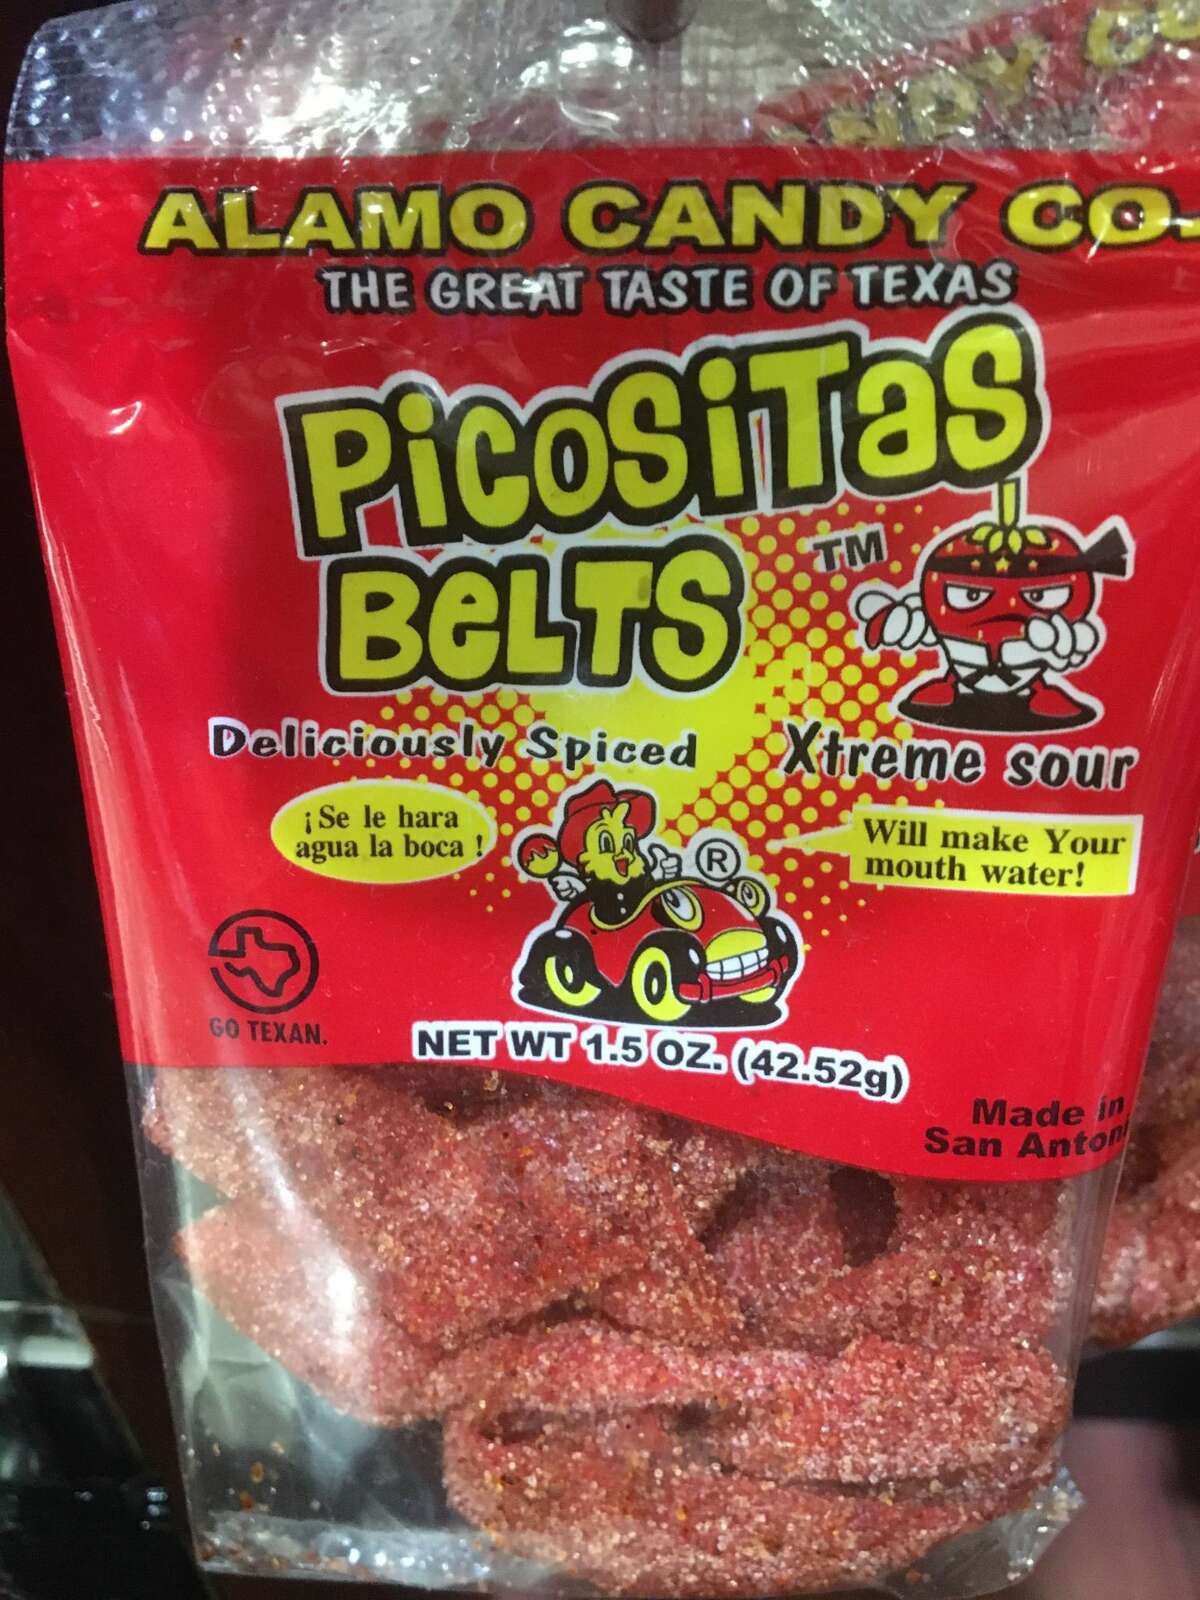 ALAMO CANDY CO.
THE GREAT TASTE OF TEXAS
PicosiTas
BeLTS
TM
Deliciously Spiced
Xtreme sour
¡Se le hara
agua la boca!
®
Will make Your
mouth water!
GO TEXAN.
NET WT 1.5 OZ. (42.52g)
Made in
San